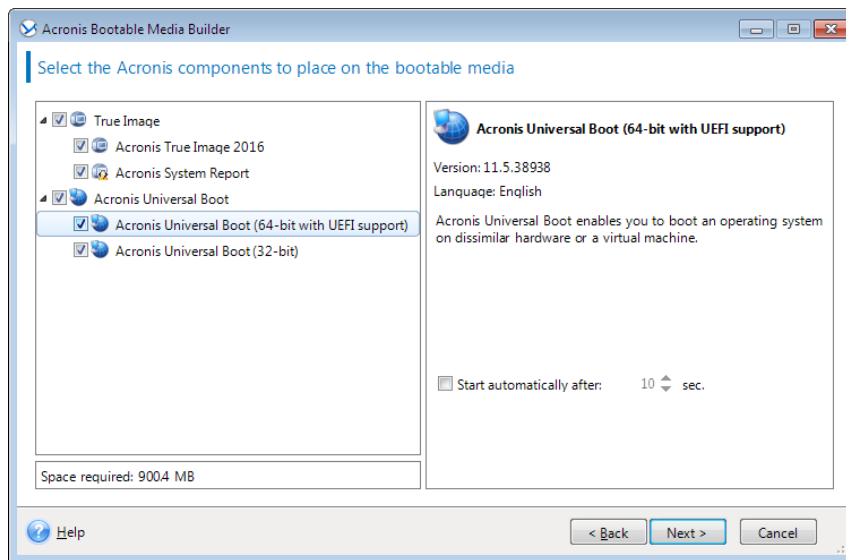 Acronis Bootable Media Builder
Select the Acronis components to place on the bootable media
True Image
Acronis True Image 2016
Acronis System Report
Acronis Universal Boot
Acronis Universal Boot (64-bit with UEFI support)
Acronis Universal Boot (32-bit)
Space required: 900.4 MB
Acronis Universal Boot (64-bit with UEFI support)
Version: 11.5.38938
Language: English
Acronis Universal Boot enables you to boot an operating system
on dissimilar hardware or a virtual machine.
Start automatically after: 10 sec.
Help
< Back Next > Cancel